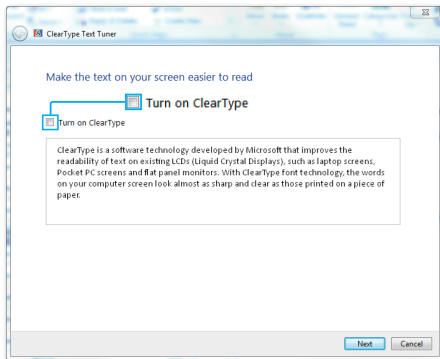 ClearType Text Tuner
Make the text on your screen easier to read
Turn on ClearType
Turn on ClearType
ClearType is a software technology developed by Microsoft that improves the
readability of text on existing LCDs (Liquid Crystal Displays), such as laptop screens,
Pocket PC screens and flat panel monitors. With ClearType font technology, the words
on your computer screen look almost as sharp and clear as those printed on a piece of
paper.
Next Cancel